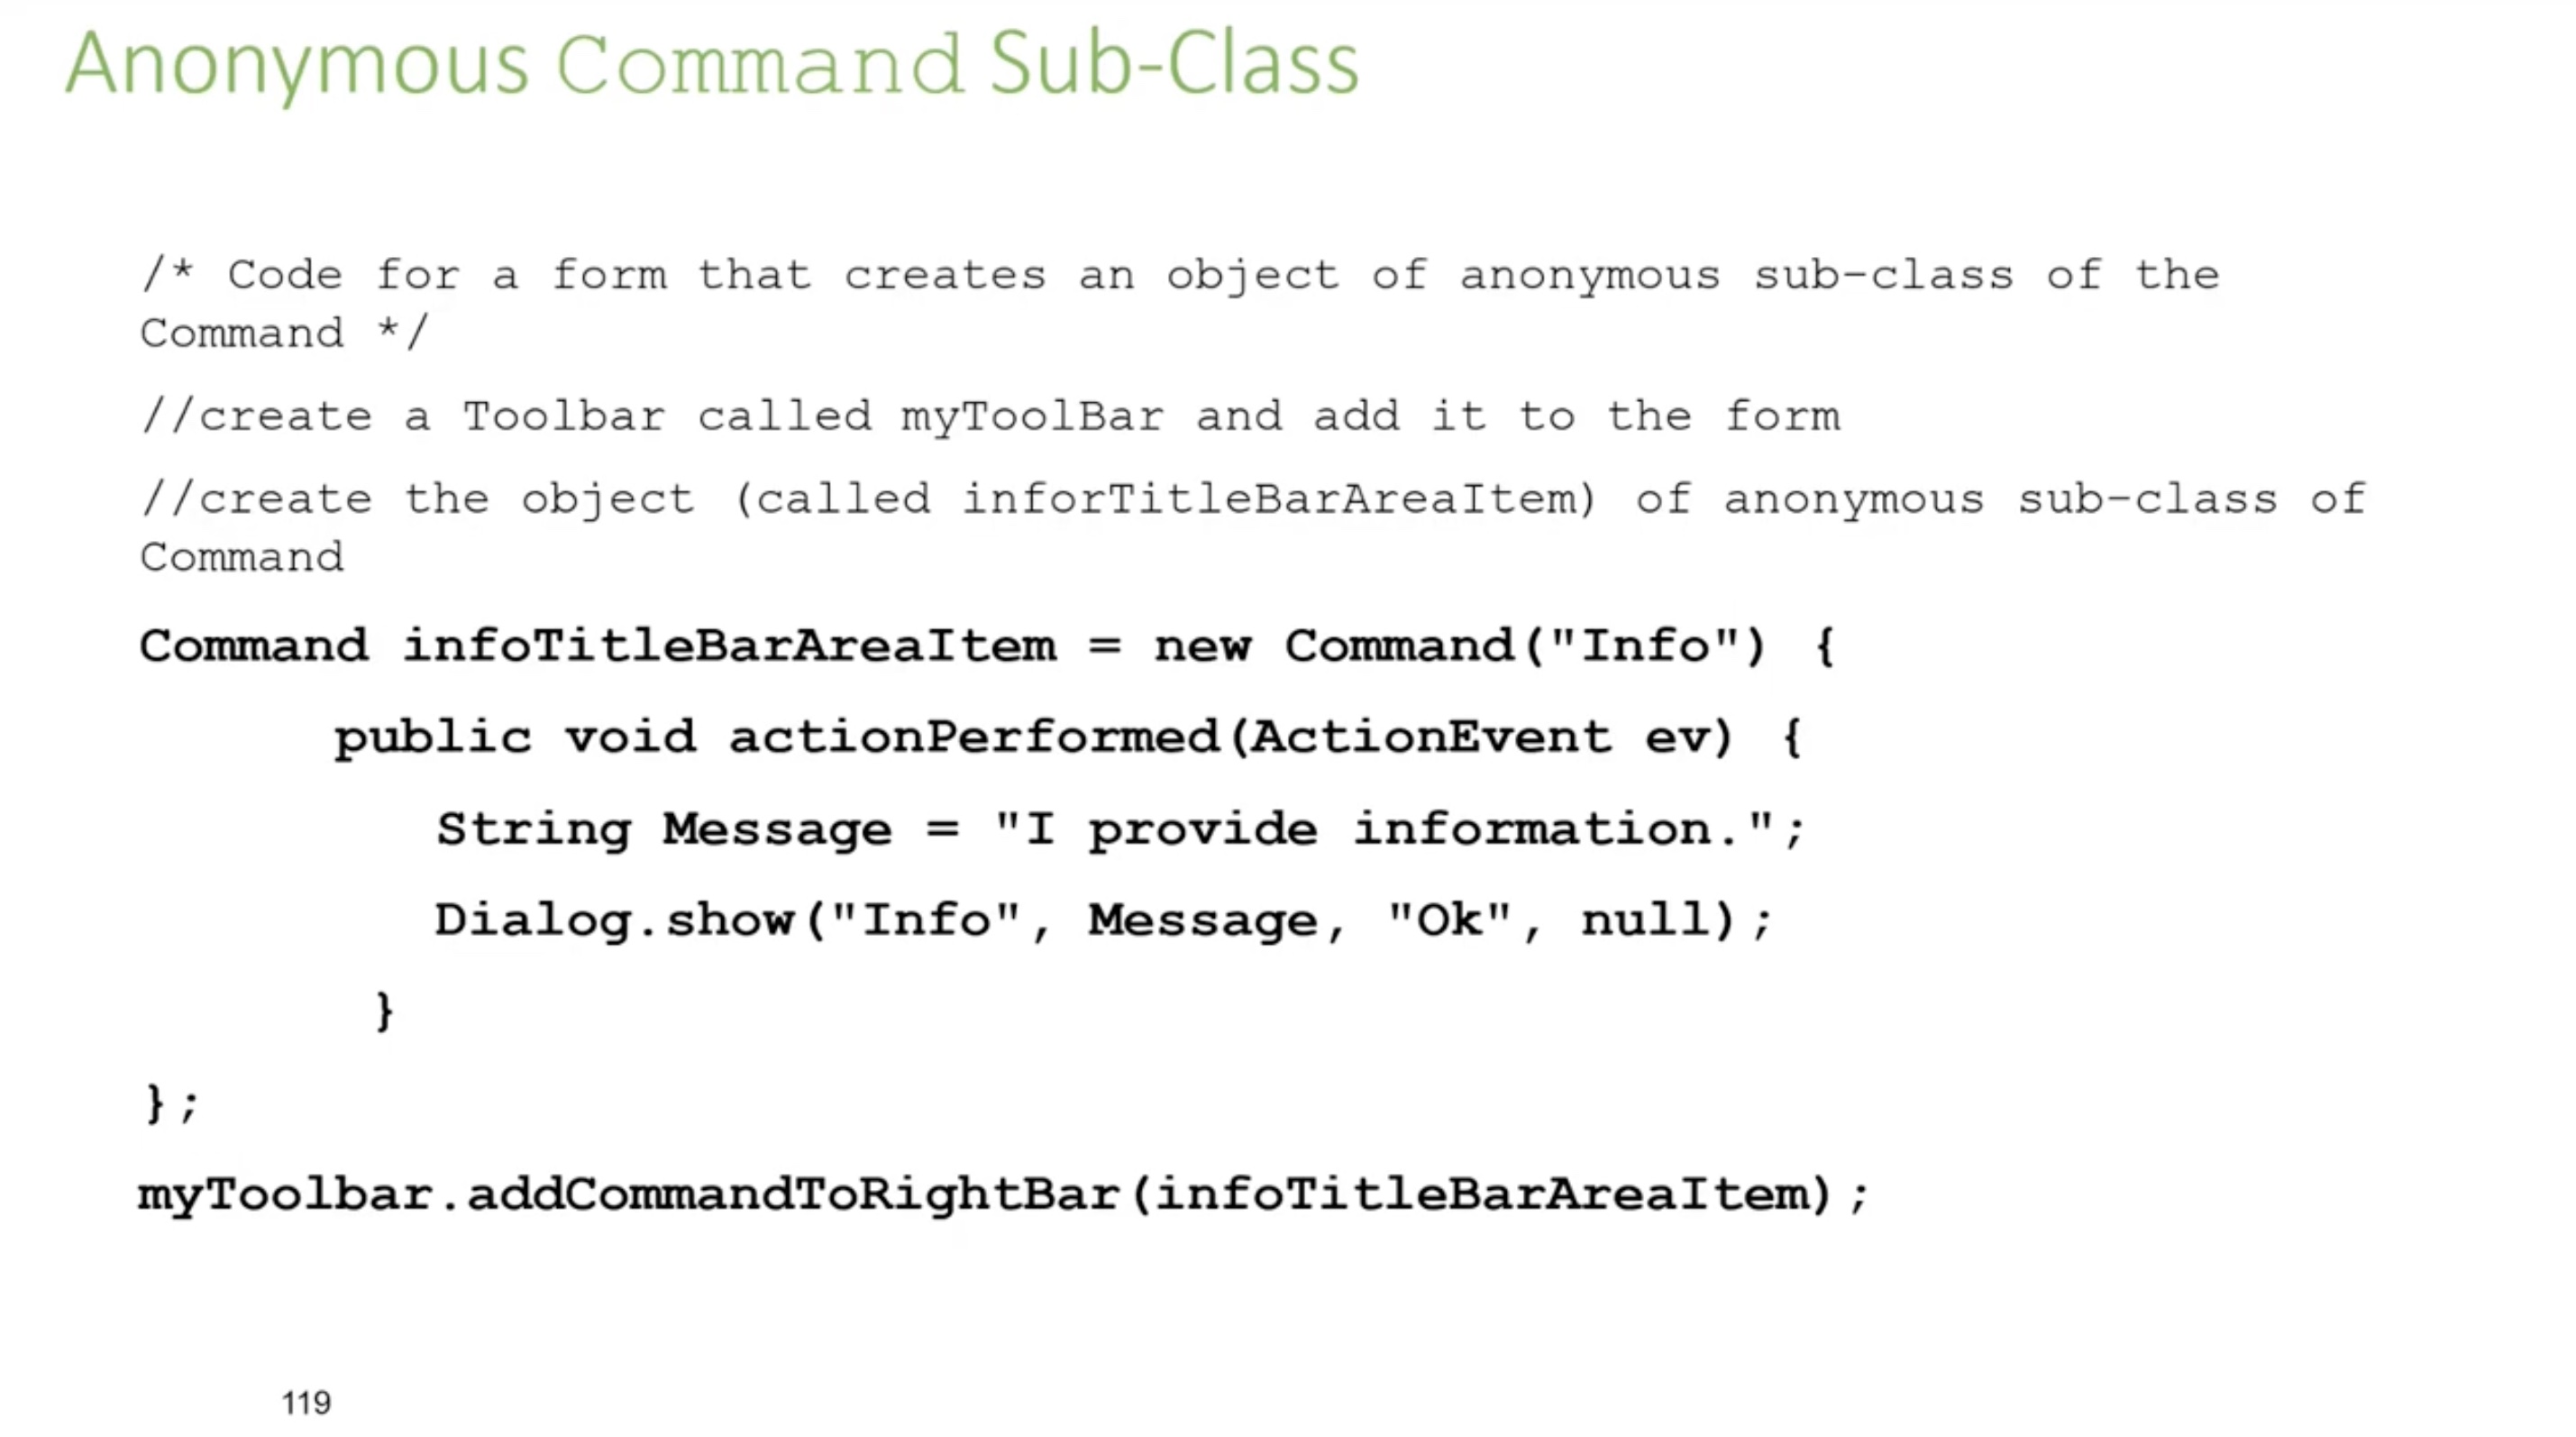 Anonymous Command Sub-Class
/* Code for a form that creates an object of anonymous sub-class of the
Command */
//create a Toolbar called myToolBar and add it to the form
//create the object (called inforTitleBarAreaItem) of anonymous sub-class of
Command
Command infoTitleBarAreaItem = new Command("Info") {
public void actionPerformed(ActionEvent ev) {
String Message = "I provide information.";
Dialog.show("Info", Message, "Ok", null);
}
};
myToolbar.addCommandToRightBar(infoTitleBarAreaItem);
119